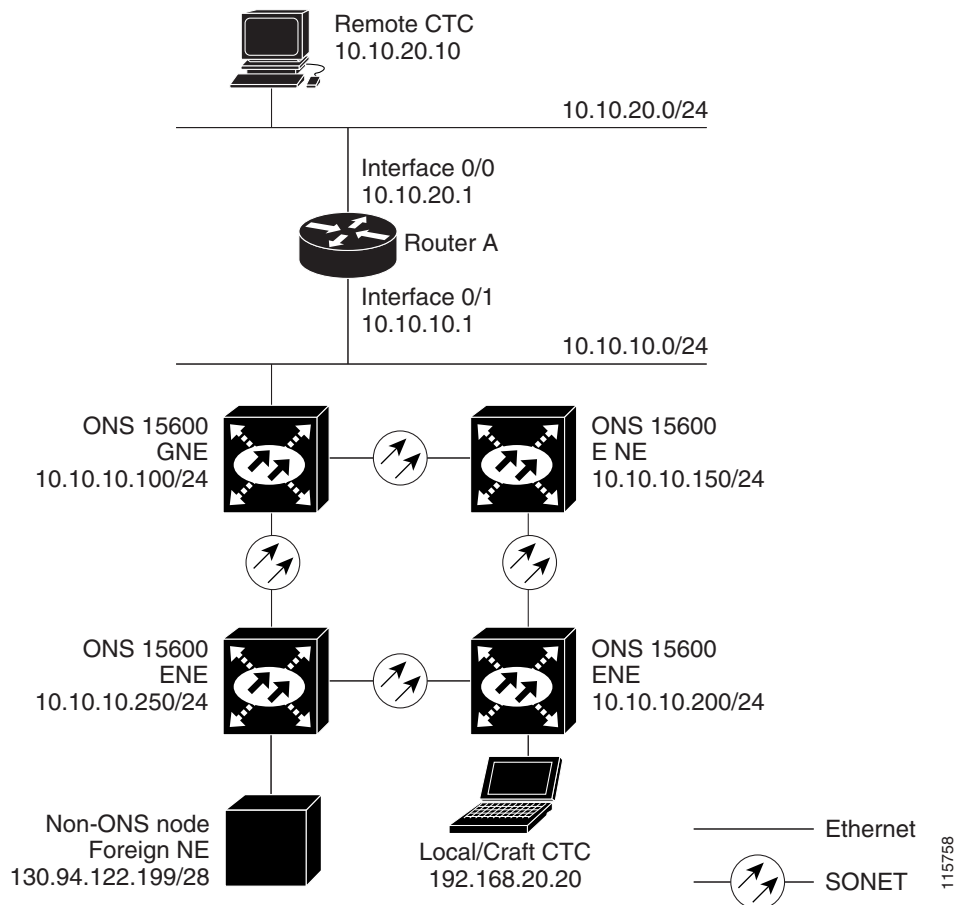 Remote CTC
10.10.20.10
10.10.20.0/24
Interface 0/0
10.10.20.1
Router A
Interface 0/1
10.10.10.1
10.10.10.0/24
ONS 15600
GNE
10.10.10.100/24
ONS 15600
E NE
10.10.10.150/24
ONS 15600
ENE
10.10.10.250/24
ONS 15600
ENE
10.10.10.200/24
Non-ONS node
Foreign NE
130.94.122.199/28
Local/Craft CTC
192.168.20.20
Ethernet
SONET
115758